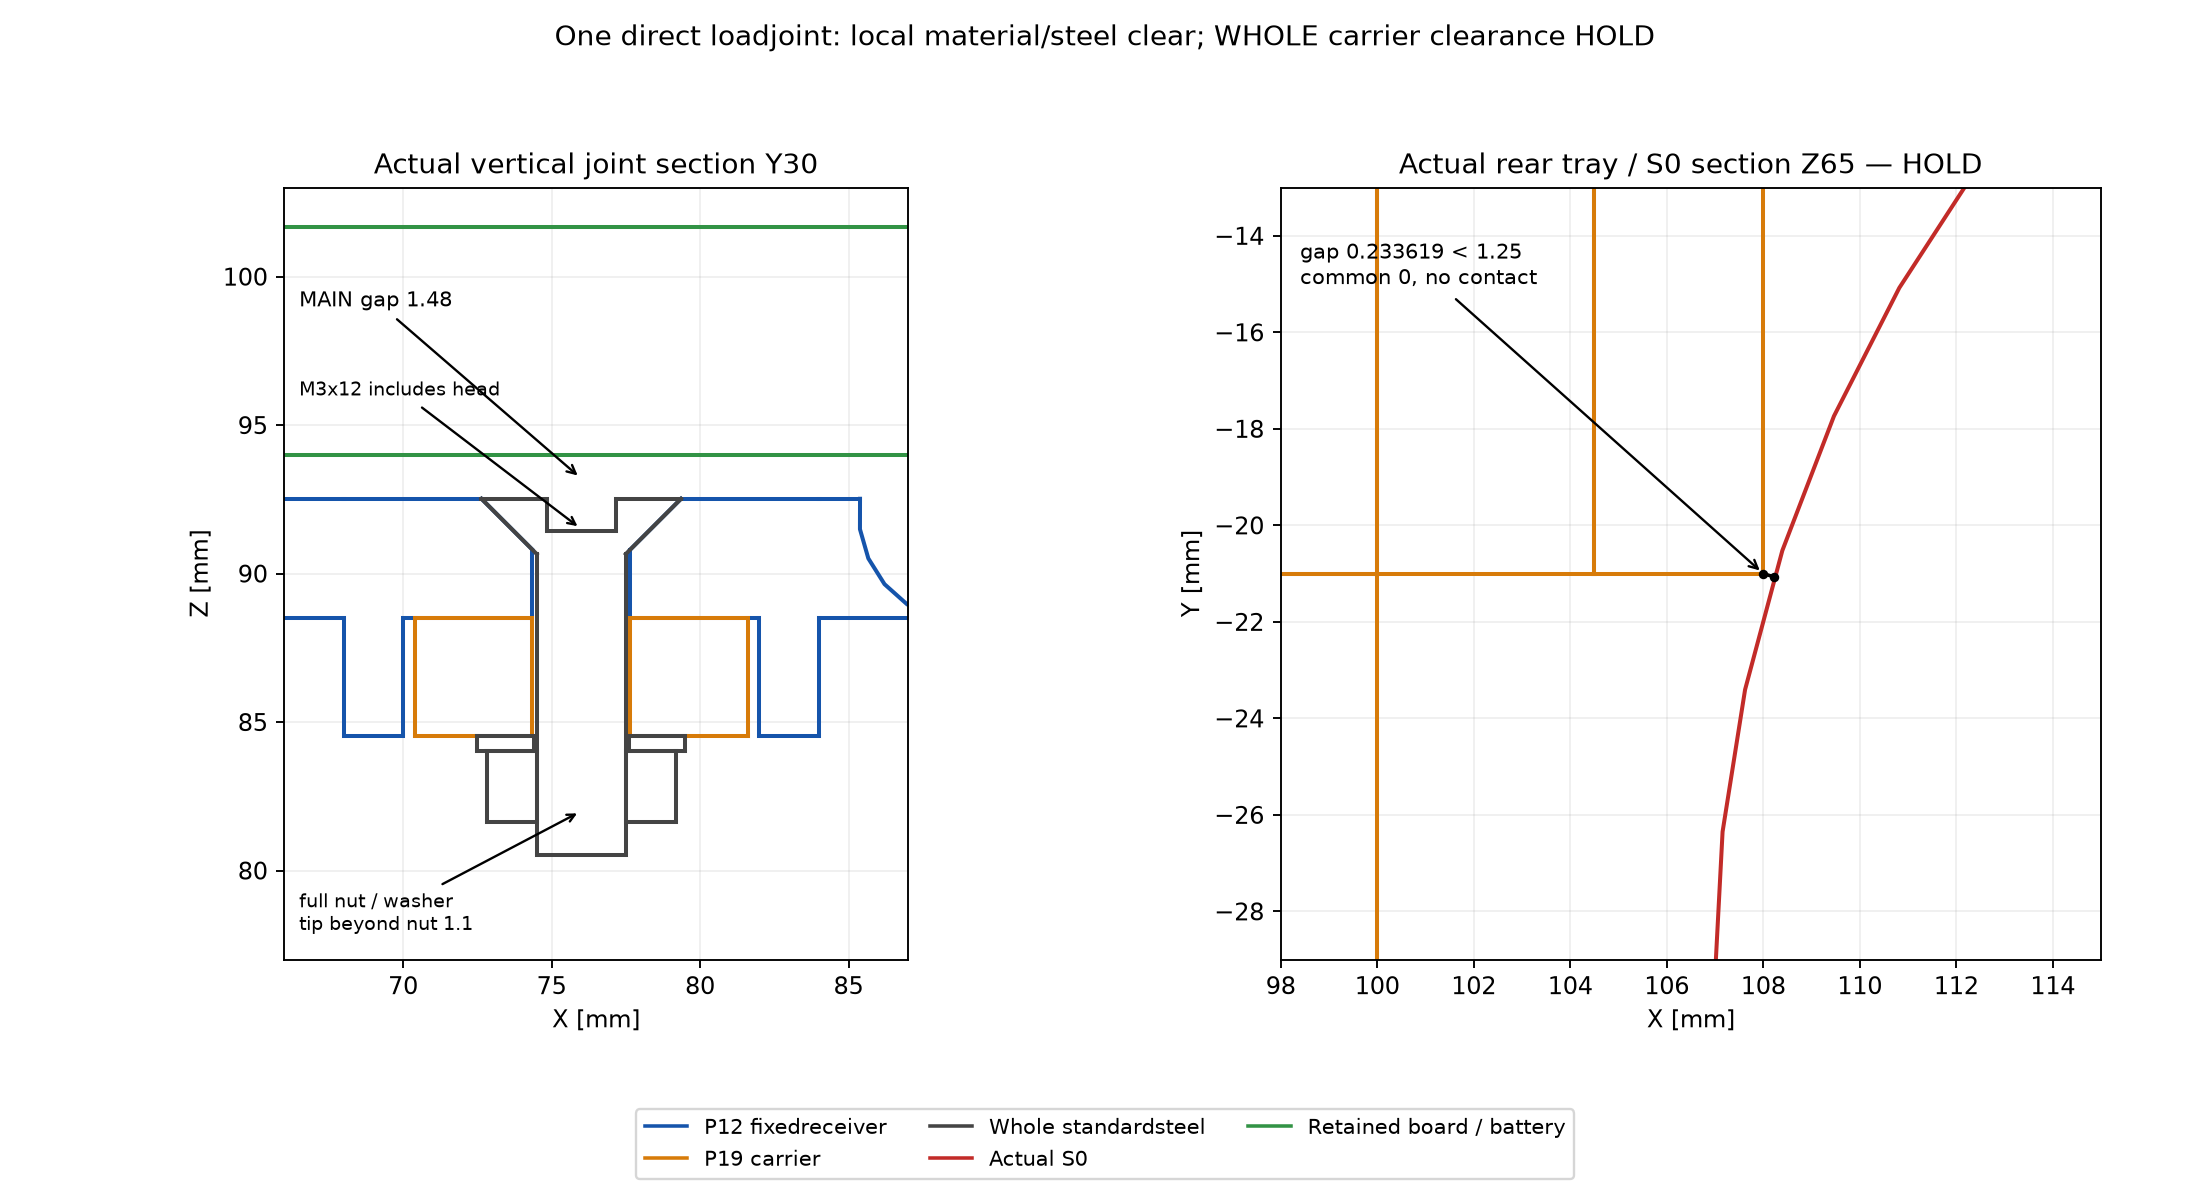 One direct loadjoint: local material/steel clear; WHOLE carrier clearance HOLD
Actual vertical joint section Y30
100
95
90
85
80
Z [mm]
MAIN gap 1.48
M3x12 includes head
full nut / washer
tip beyond nut 1.1
70
75
80
85
X [mm]
Actual rear tray / S0 section Z65 — HOLD
−14
−16
−18
−20
−22
−24
−26
−28
Y [mm]
gap 0.233619 < 1.25
common 0, no contact
98
100
102
104
106
108
110
112
114
X [mm]
P12 fixedreceiver
P19 carrier
Whole standardsteel
Actual S0
Retained board / battery